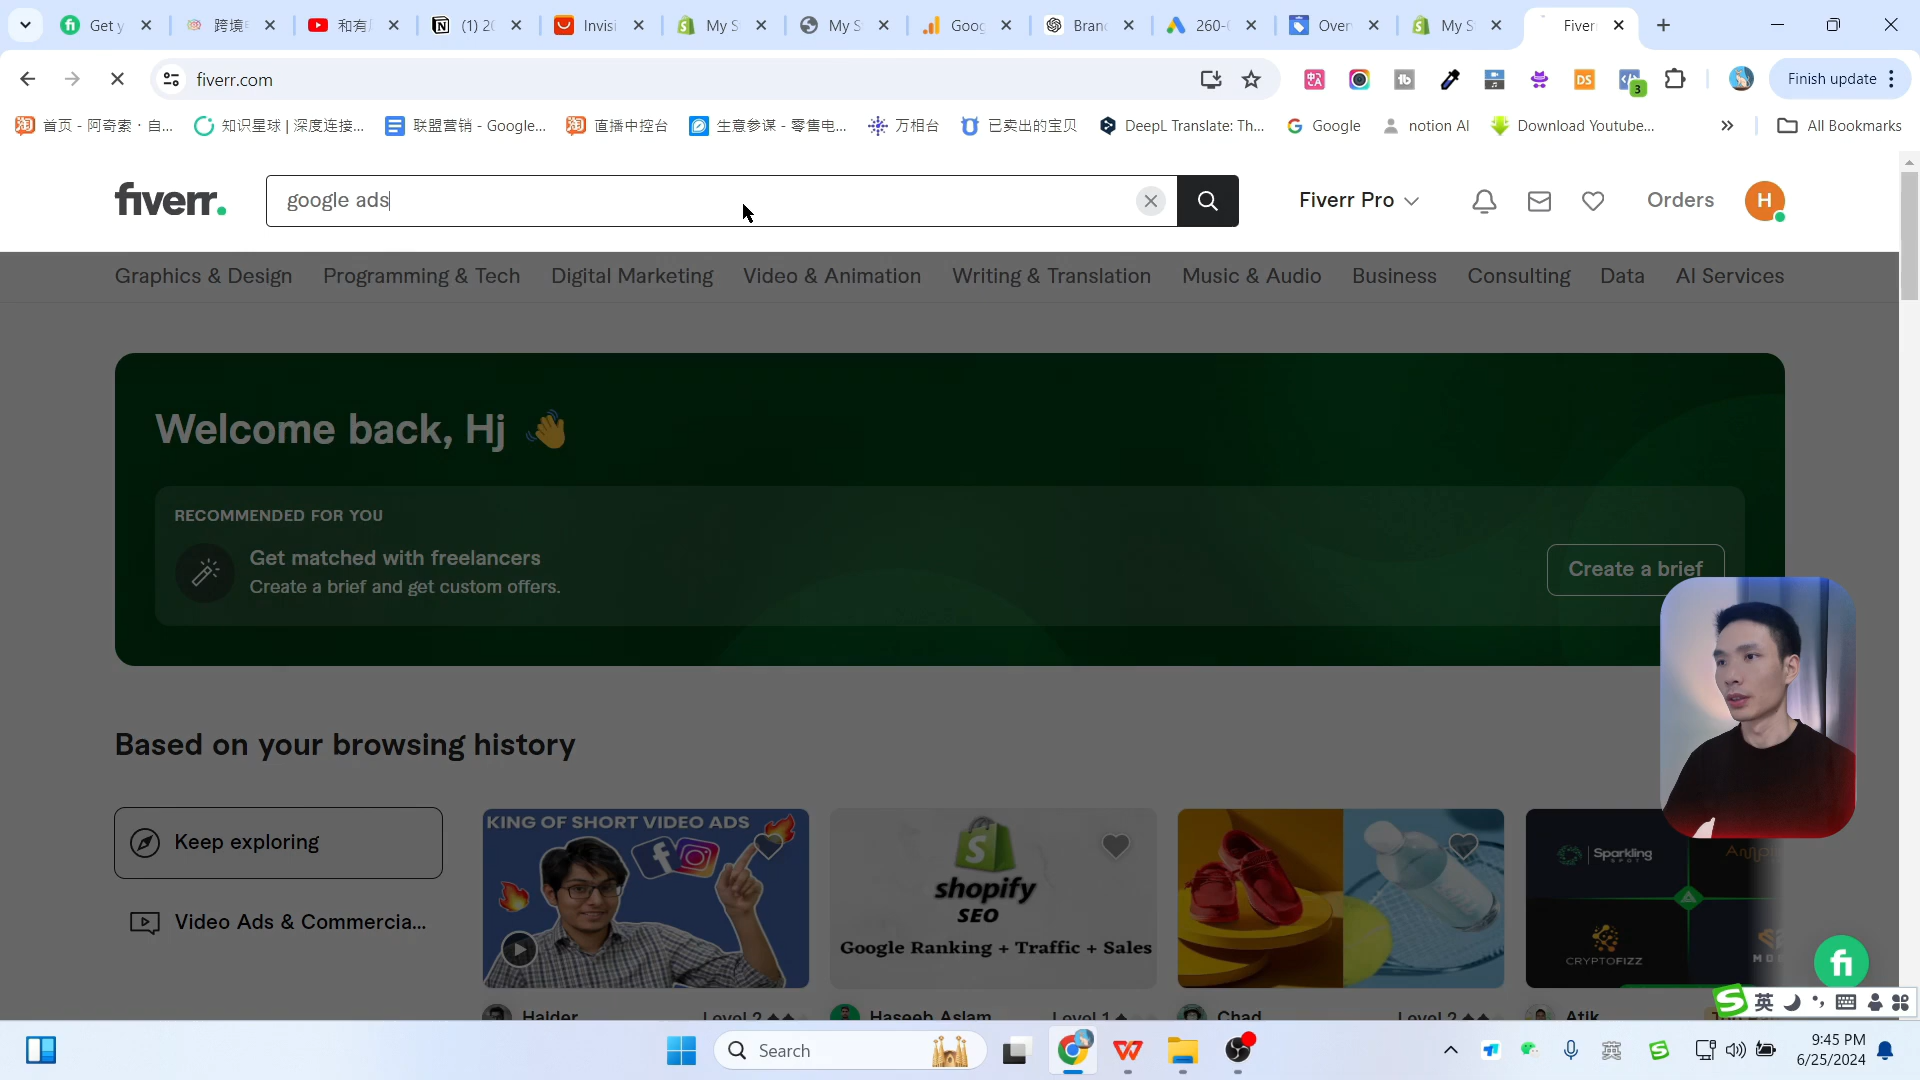 Get y
跨境
和有
(1) 2
Invisi
My S
My S
Goog
Branc
260-
Over
My S
Fiver
fiverr.com
Finish update
3
首页 - 阿奇索 · 自...
知识星球 | 深度连接...
联盟营销 - Google...
直播中控台
生意参谋 - 零售电...
万相台
已卖出的宝贝
DeepL Translate: Th...
Google
notion AI
Download Youtube...
All Bookmarks
fiverr.
google ads
Fiverr Pro
Orders
H
Graphics & Design
Programming & Tech
Digital Marketing
Video & Animation
Writing & Translation
Music & Audio
Business
Consulting
Data
AI Services
Welcome back, Hj
RECOMMENDED FOR YOU
Get matched with freelancers
Create a brief and get custom offers.
Create a brief
Based on your browsing history
Keep exploring
Video Ads & Commercia...
KING OF SHORT VIDEO ADS
shopify
SEO
Google Ranking + Traffic + Sales
Sparkling
SPOT
CRYPTOFIZZ
Halder
Level 2
Haseeb Aslam
Level 1
Chad
Level 2
Atik
fi
英
Search
英
9:45 PM
6/25/2024